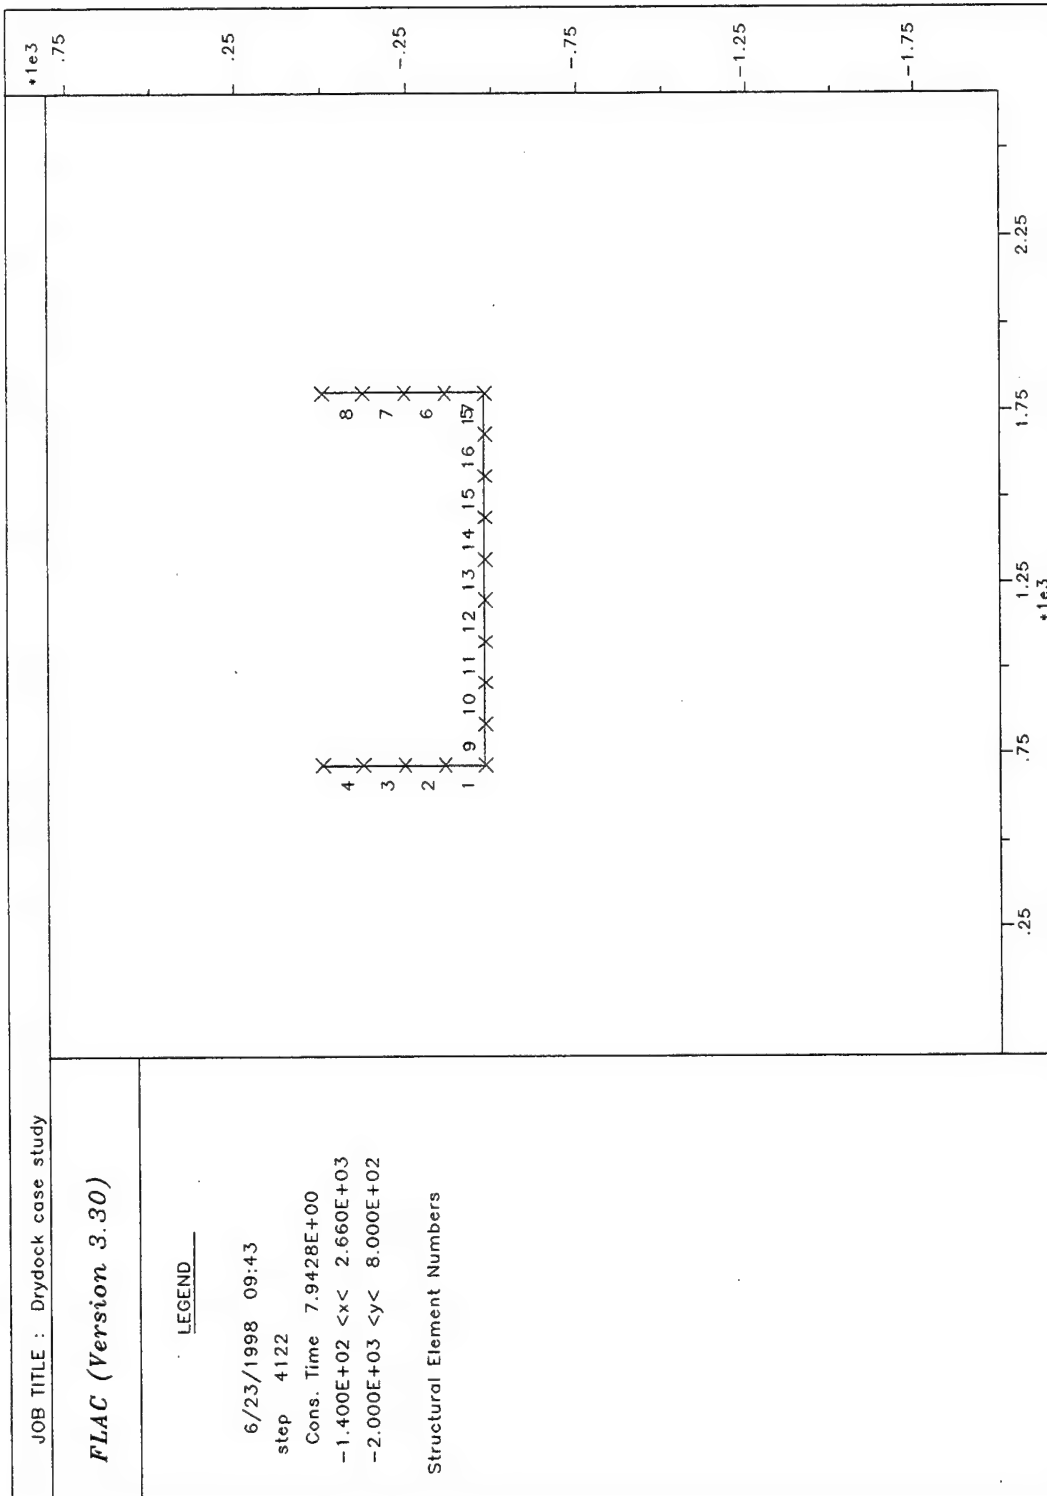 JOB TITLE : Drydock case study
FLAC (Version 3.30)
LEGEND
6/23/1998 09:43
step 4122
Cons. Time 7.9428E+00
-1.400E+02 <x< 2.660E+03
-2.000E+03 <y< 8.000E+02
Structural Element Numbers
*1e3
.75
.25
-.25
-.75
-1.25
-1.75
4
3
2
1
8
7
6
5
9
10
11
12
13
14
15
16
17
.25
.75
1.25
1.75
2.25
*1e3